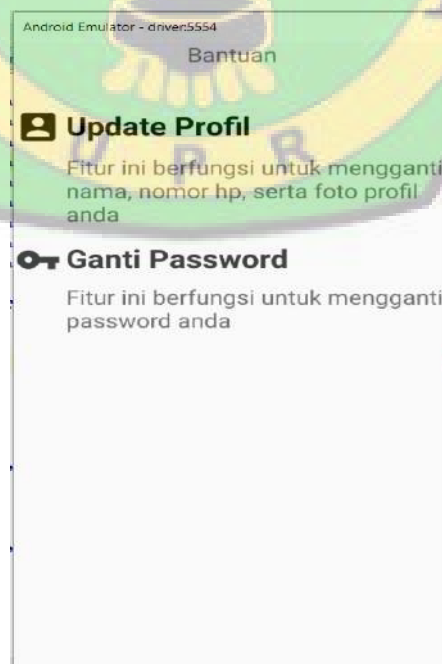 Android Emulator - driver:5554
Bantuan
Update Profil
Fitur ini berfungsi untuk mengganti
nama, nomor hp, serta foto profil
anda
U P R
Ganti Password
Fitur ini berfungsi untuk mengganti
password anda